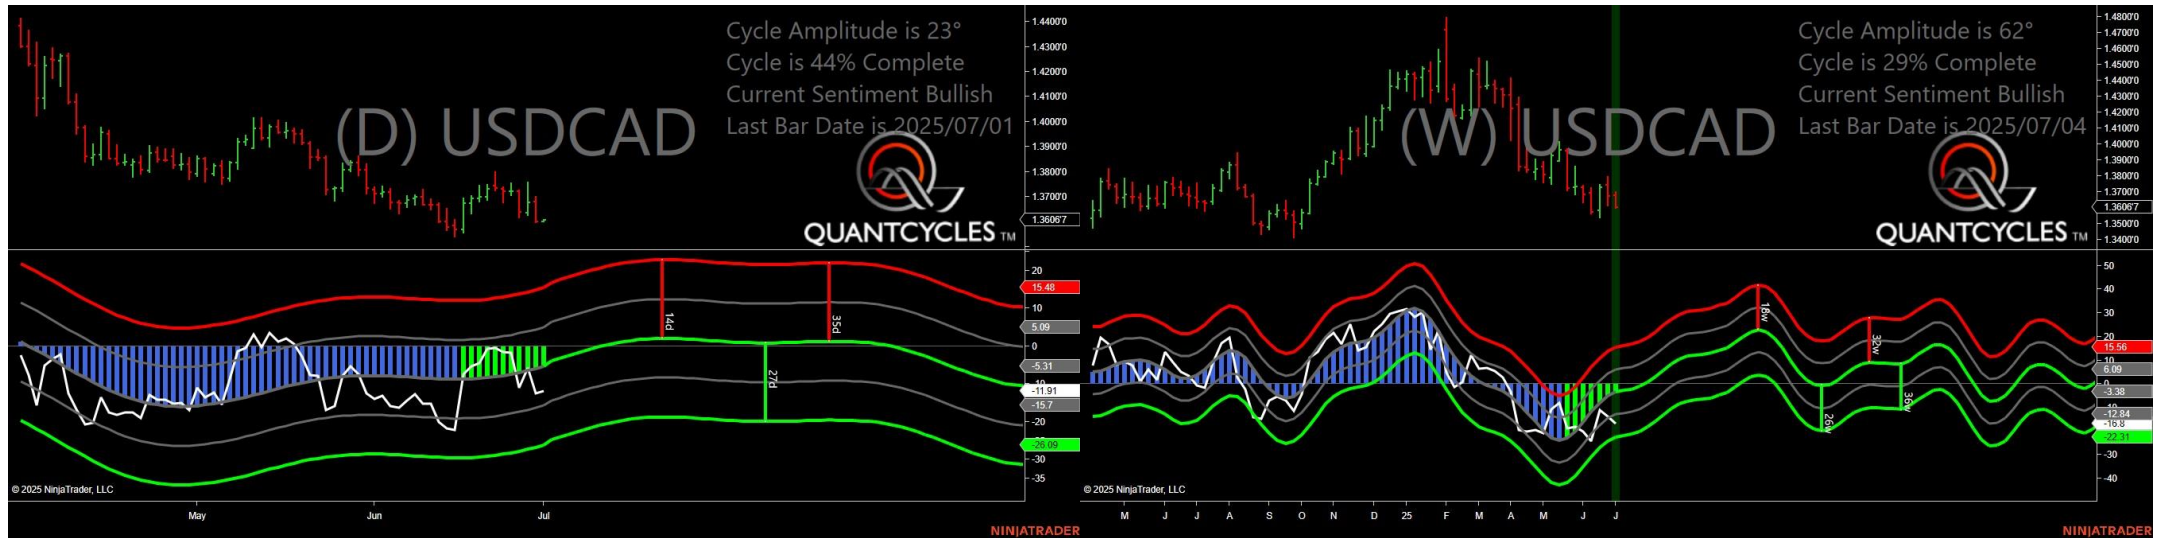 Cycle Amplitude is 23°
Cycle is 44% Complete
Current Sentiment Bullish
Last Bar Date is 2025/07/01
(D) USDCAD
QUANTCYCLES TM
1.4400'0
1.4300'0
1.4200'0
1.4100'0
1.4000'0
1.3900'0
1.3800'0
1.3700'0
1.3606'7
20
15.48
10
5.09
0
-5.31
-11.91
-15.7
-20
-26.09
-30
-35
14d
27d
35d
© 2025 NinjaTrader, LLC
May
Jun
Jul
NINJATRADER
Cycle Amplitude is 62°
Cycle is 29% Complete
Current Sentiment Bullish
Last Bar Date is 2025/07/04
(W) USDCAD
QUANTCYCLES TM
1.4800'0
1.4700'0
1.4600'0
1.4500'0
1.4400'0
1.4300'0
1.4200'0
1.4100'0
1.4000'0
1.3900'0
1.3800'0
1.3700'0
1.3606'7
1.3500'0
1.3400'0
50
40
30
20
15.56
10
6.09
0
-3.38
-12.84
-16.8
-22.31
-30
-40
18w
26w
32w
36w
© 2025 NinjaTrader, LLC
M
J
J
A
S
O
N
D
25
F
M
A
M
J
J
NINJATRADER